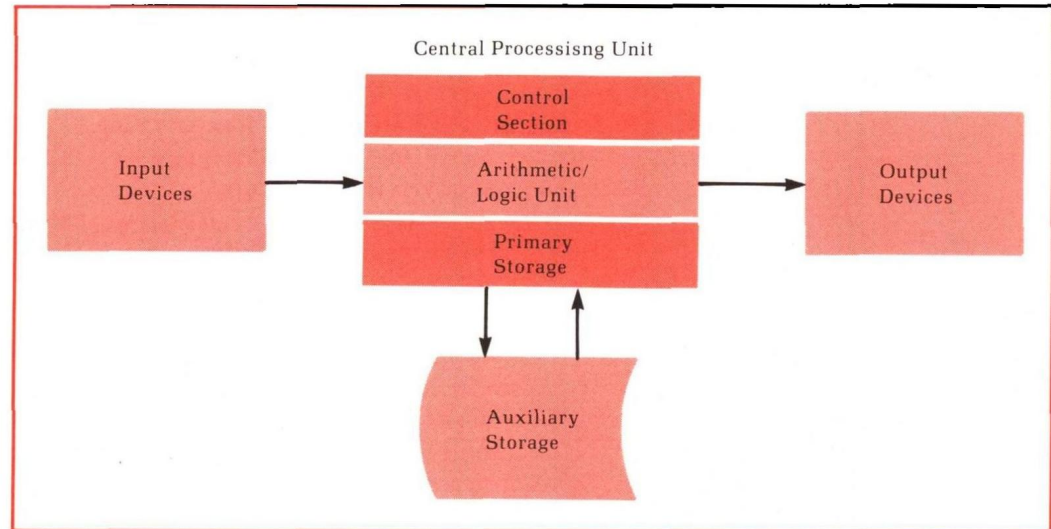 Central Processisng Unit
Control
Section
Input
Devices
Arithmetic/
Logic Unit
Output
Devices
Primary
Storage
Auxiliary
Storage